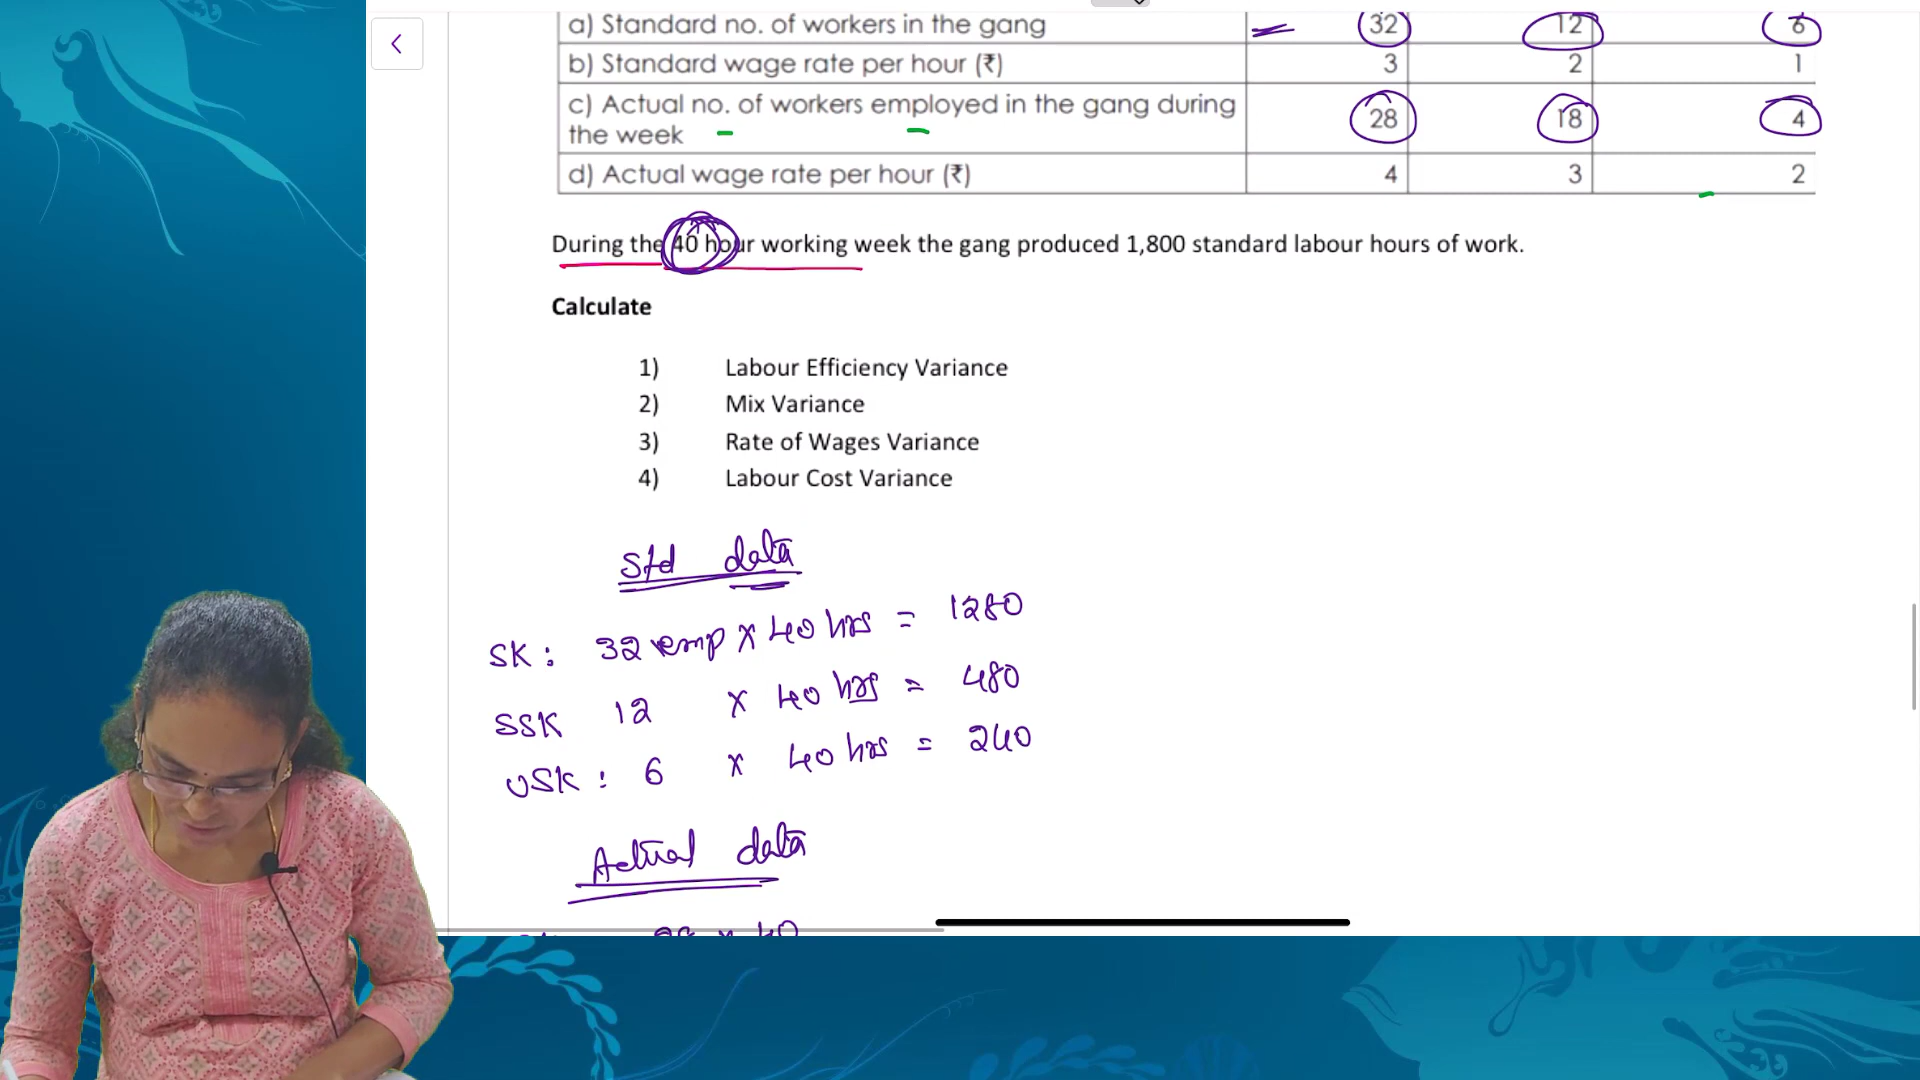 a) Standard no. of workers in the gang 32 12 6
b) Standard wage rate per hour (₹) 3 2 1
c) Actual no. of workers employed in the gang during the week 28 18 4
d) Actual wage rate per hour (₹) 4 3 2
During the 40 hour working week the gang produced 1,800 standard labour hours of work.
Calculate
1) Labour Efficiency Variance
2) Mix Variance
3) Rate of Wages Variance
4) Labour Cost Variance
Std data
SK : 32 emp x 40 hrs = 1280
SSK 12 x 40 hrs = 480
USK : 6 x 40 hrs = 240
Actual data
x 40